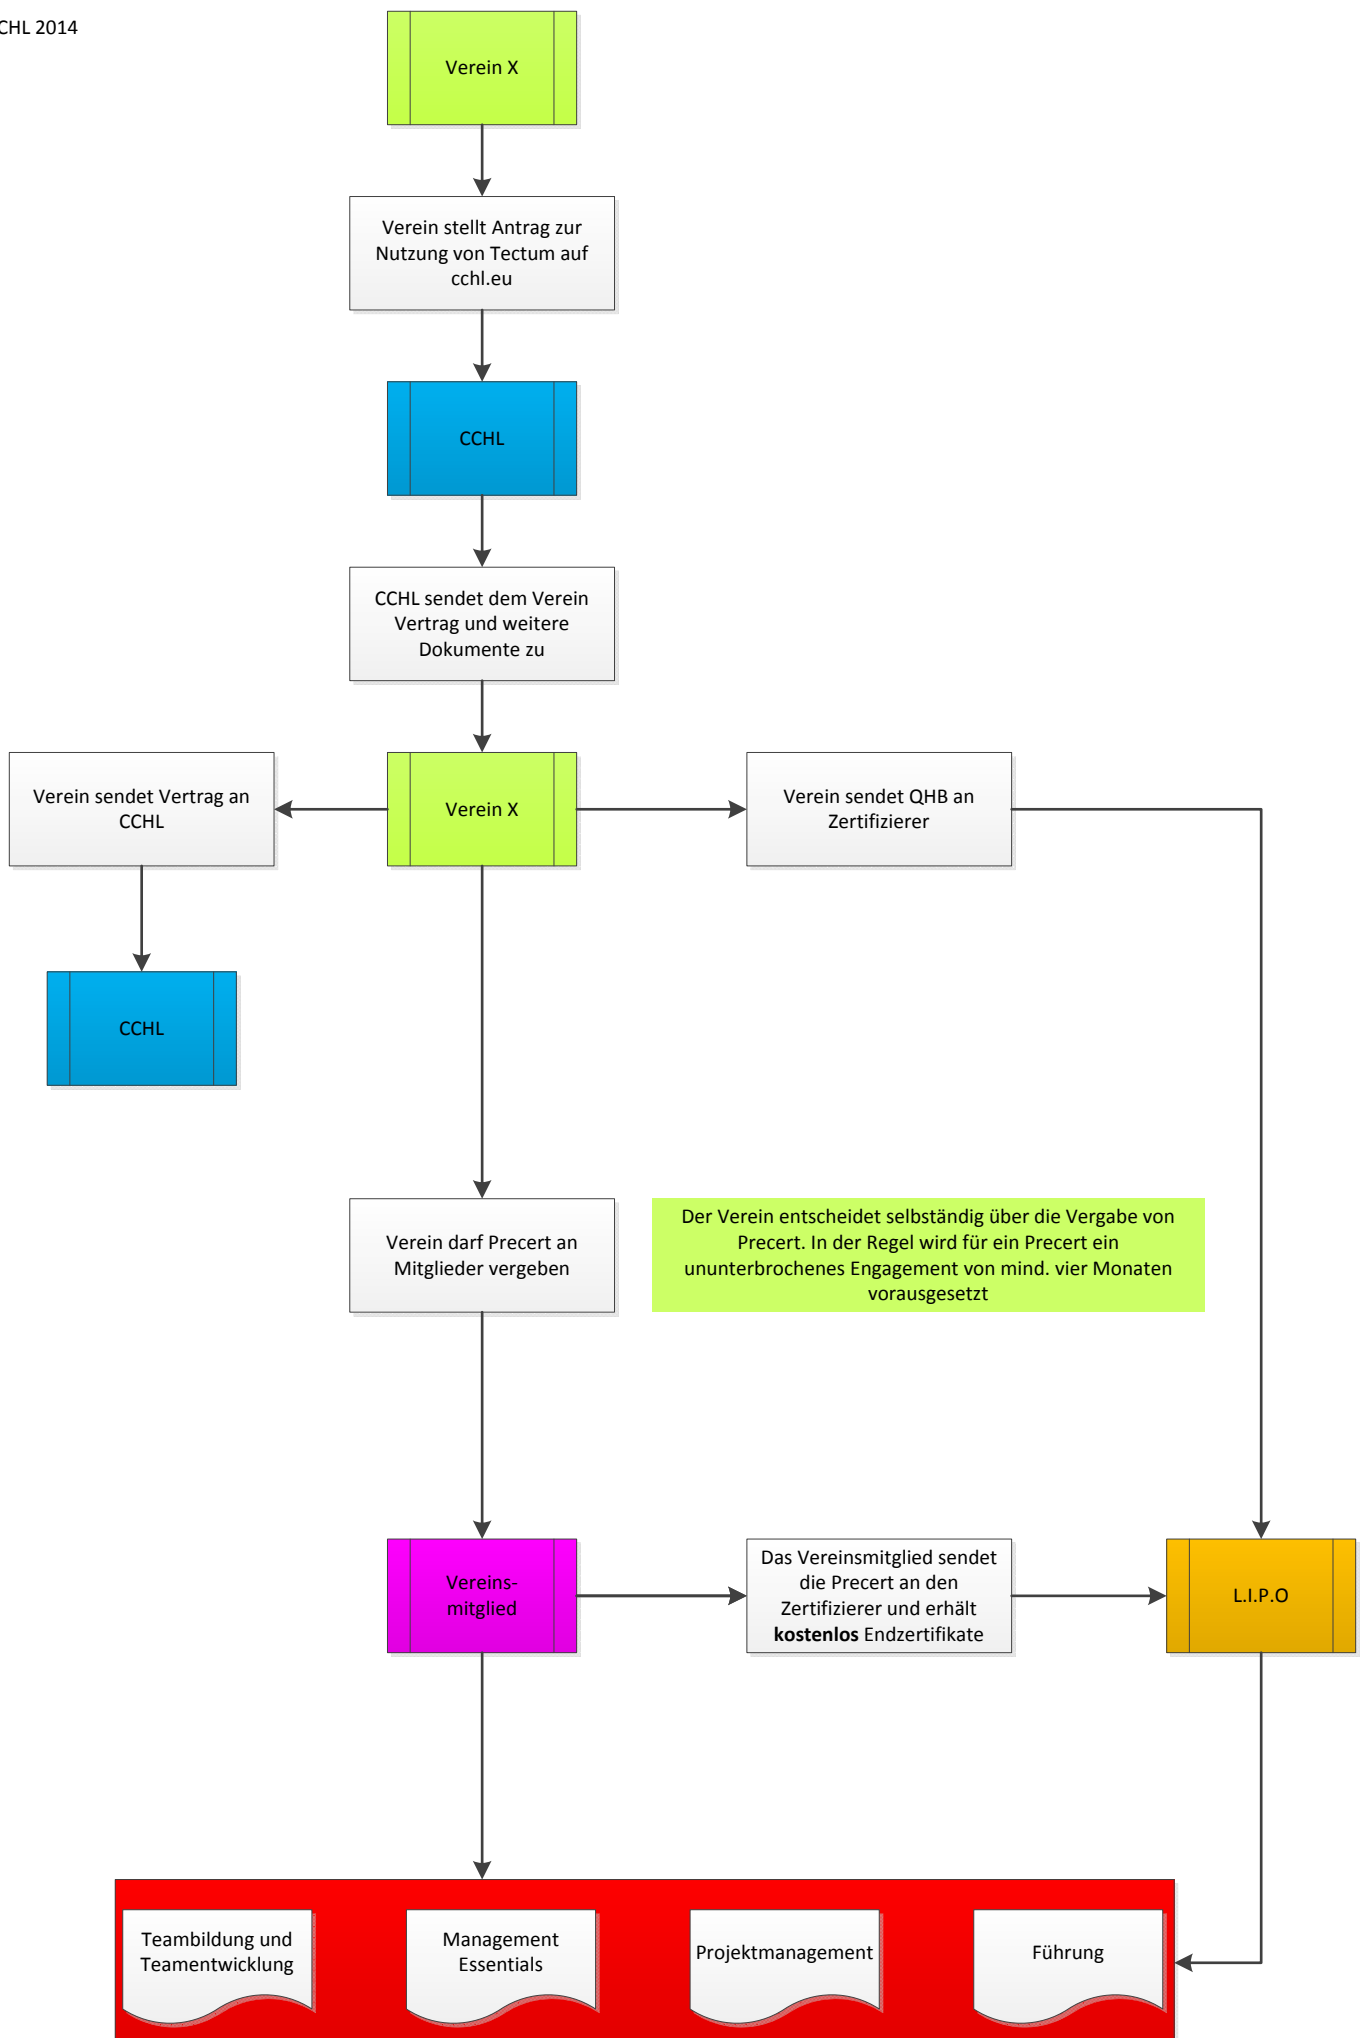 CHL 2014
Verein X
Verein stellt Antrag zur
Nutzung von Tectum auf
cchl.eu
CCHL
CCHL sendet dem Verein
Vertrag und weitere
Dokumente zu
Verein sendet Vertrag an
CCHL
Verein X
Verein sendet QHB an
Zertifizierer
CCHL
Verein darf Precert an
Mitglieder vergeben
Der Verein entscheidet selbständig über die Vergabe von
Precert. In der Regel wird für ein Precert ein
ununterbrochenes Engagement von mind. vier Monaten
vorausgesetzt
Vereins-
mitglied
Das Vereinsmitglied sendet
die Precert an den
Zertifizierer und erhält
kostenlos Endzertifikate
L.I.P.O
Teambildung und
Teamentwicklung
Management
Essentials
Projektmanagement
Führung